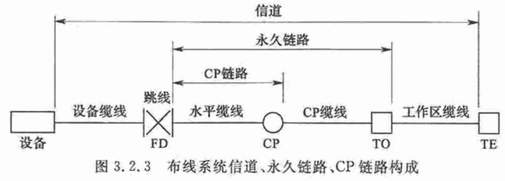 信道
永久链路
CP链路
设备缆线 跳线 水平缆线 CP缆线 工作区缆线
设备 FD CP TO TE
图 3.2.3 布线系统信道、永久链路、CP 链路构成